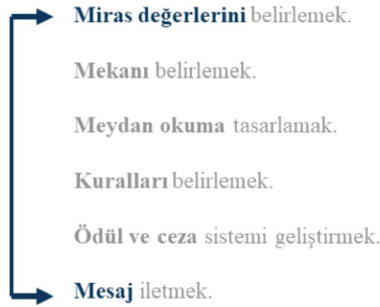 Miras değerlerini belirlemek.
Mekanı belirlemek.
Meydan okuma tasarlamak.
Kuralları belirlemek.
Ödül ve ceza sistemi geliştirmek.
Mesaj iletmek.